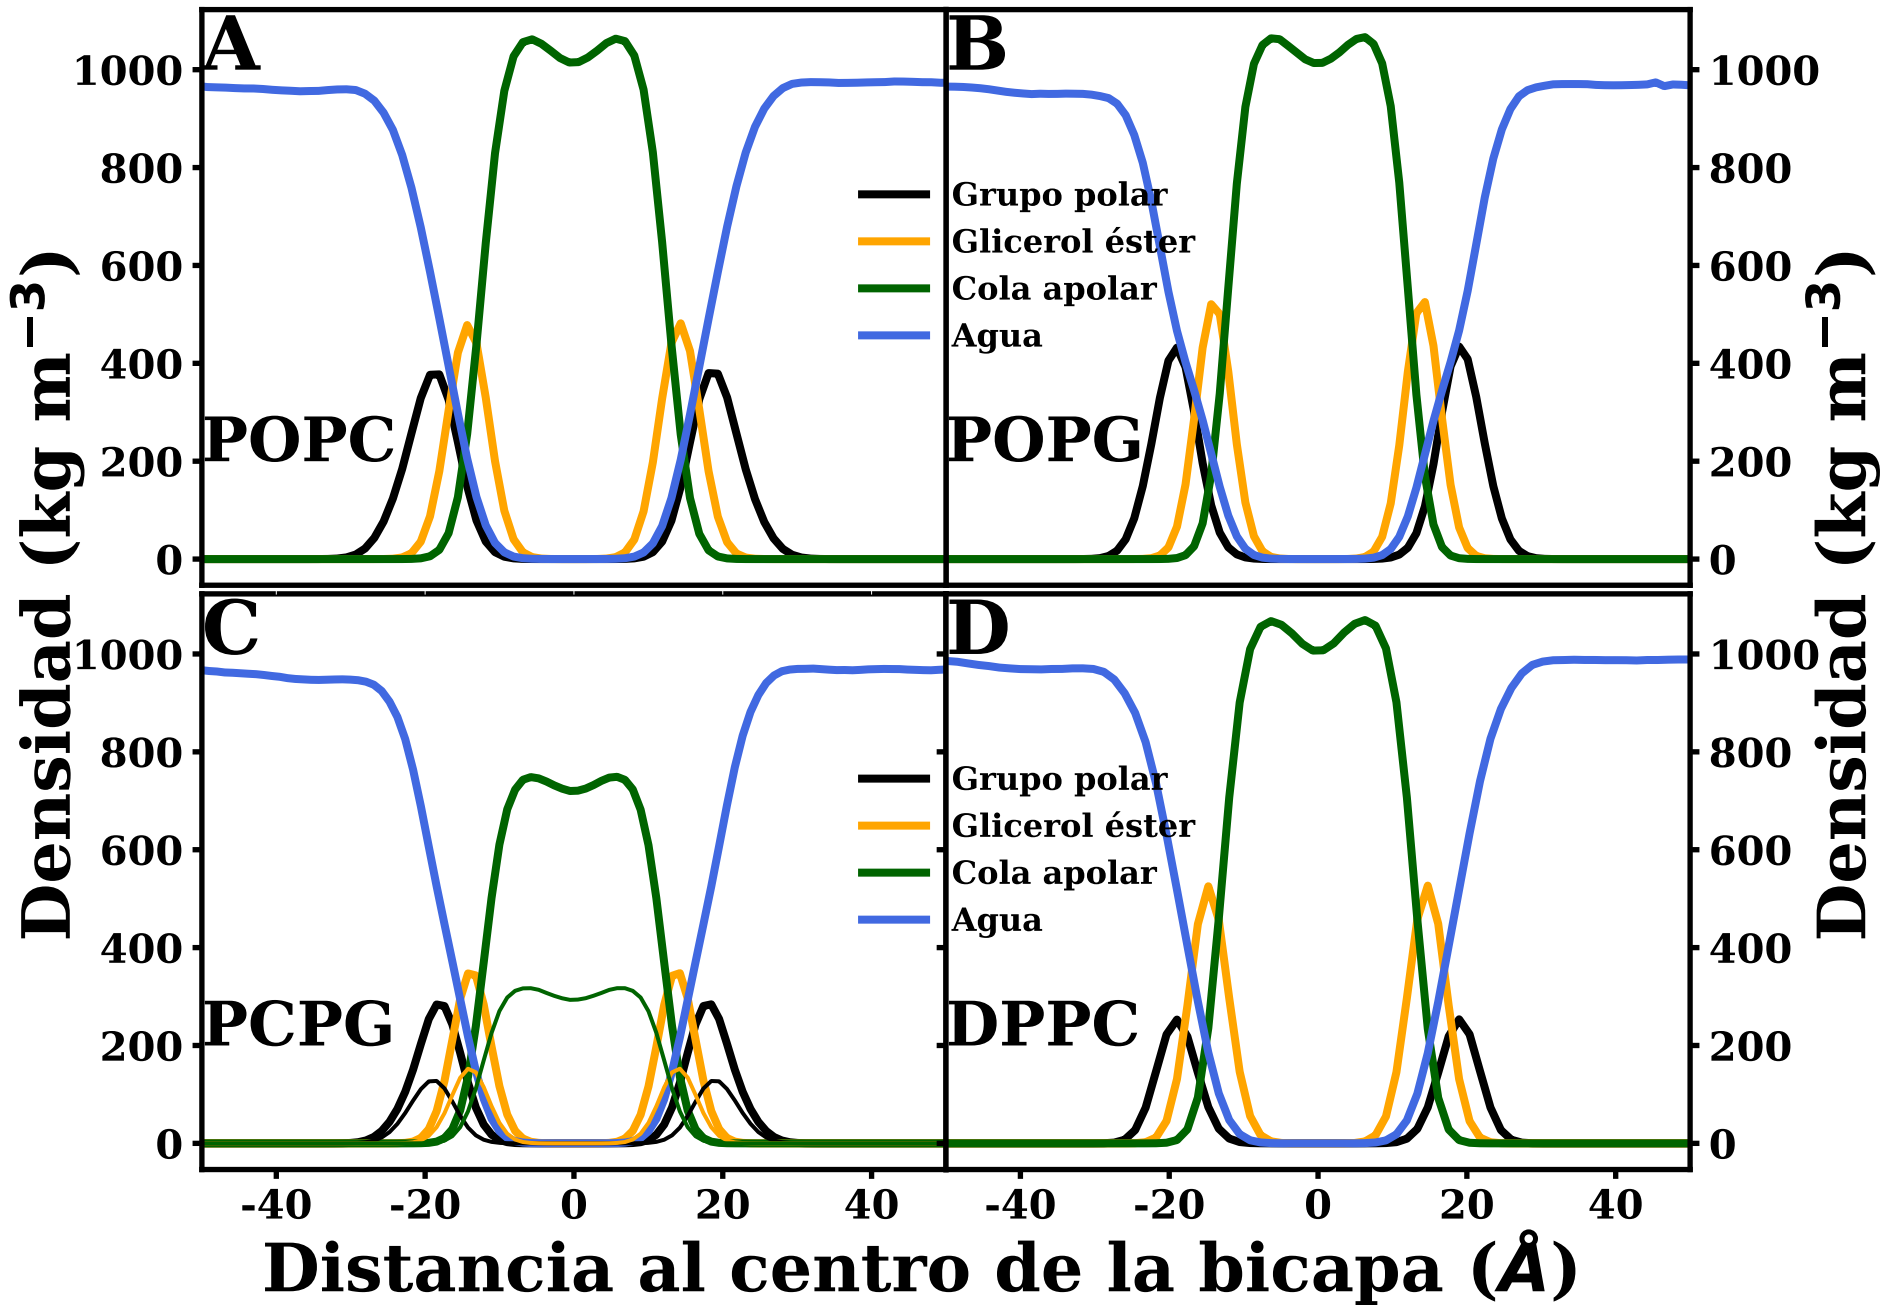 A
B
1000
800
600
400
200
0
1000
800
600
400
200
0
Grupo polar
Glicerol éster
Cola apolar
Agua
POPC
POPG
Densidad (kg m⁻³)
Densidad (kg m⁻³)
C
D
1000
800
600
400
200
0
1000
800
600
400
200
0
Grupo polar
Glicerol éster
Cola apolar
Agua
PCPG
DPPC
-40 -20 0 20 40 -40 -20 0 20 40
Distancia al centro de la bicapa (Å)